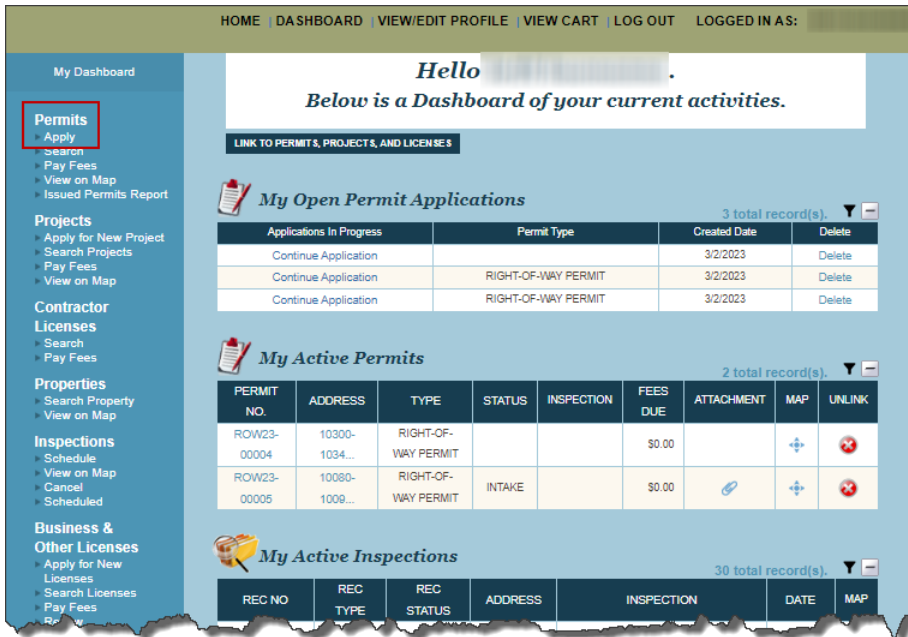 HOME | DASHBOARD | VIEW/EDIT PROFILE | VIEW CART | LOG OUT LOGGED IN AS:
My Dashboard
Permits
Apply
Search
Pay Fees
View on Map
Issued Permits Report
Projects
Apply for New Project
Search Projects
Pay Fees
View on Map
Contractor
Licenses
Search
Pay Fees
Properties
Search Property
View on Map
Inspections
Schedule
View on Map
Cancel
Scheduled
Business &
Other Licenses
Apply for New
Licenses
Search Licenses
Pay Fees
Hello .
Below is a Dashboard of your current activities.
LINK TO PERMITS, PROJECTS, AND LICENSES
My Open Permit Applications
3 total record(s).
Applications In Progress Permit Type Created Date Delete
Continue Application 3/2/2023 Delete
Continue Application RIGHT-OF-WAY PERMIT 3/2/2023 Delete
Continue Application RIGHT-OF-WAY PERMIT 3/2/2023 Delete
My Active Permits
2 total record(s).
PERMIT NO. ADDRESS TYPE STATUS INSPECTION FEES DUE ATTACHMENT MAP UNLINK
ROW23- 10300- RIGHT-OF- $0.00
00004 1034... WAY PERMIT
ROW23- 10080- RIGHT-OF- INTAKE $0.00
00005 1009... WAY PERMIT
My Active Inspections
30 total record(s).
REC NO REC TYPE REC STATUS ADDRESS INSPECTION DATE MAP